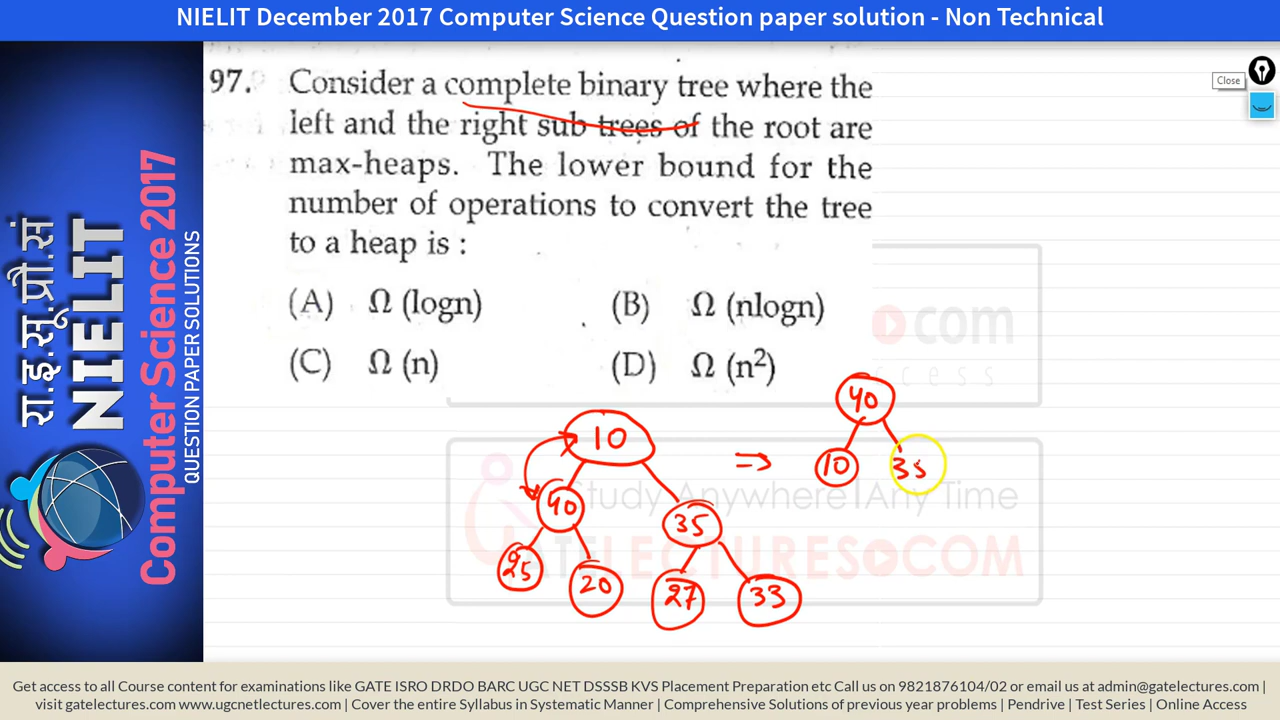 NIELIT December 2017 Computer Science Question paper solution - Non Technical
रा.इ.सू.प्रौ.सं
NIELIT
Computer Science 2017
QUESTION PAPER SOLUTIONS
97. Consider a complete binary tree where the
left and the right sub trees of the root are
max-heaps. The lower bound for the
number of operations to convert the tree
to a heap is :
(A) Ω (logn) (B) Ω (nlogn)
(C) Ω (n) (D) Ω (n²)
Close
com
ccess
10
40
35
25
20
27
33
⇒
40
10
35
Study Anywhere Any Time
GATELECTURES COM
Get access to all Course content for examinations like GATE ISRO DRDO BARC UGC NET DSSSB KVS Placement Preparation etc Call us on 9821876104/02 or email us at admin@gatelectures.com |
visit gatelectures.com www.ugcnetlectures.com | Cover the entire Syllabus in Systematic Manner | Comprehensive Solutions of previous year problems | Pendrive | Test Series | Online Access